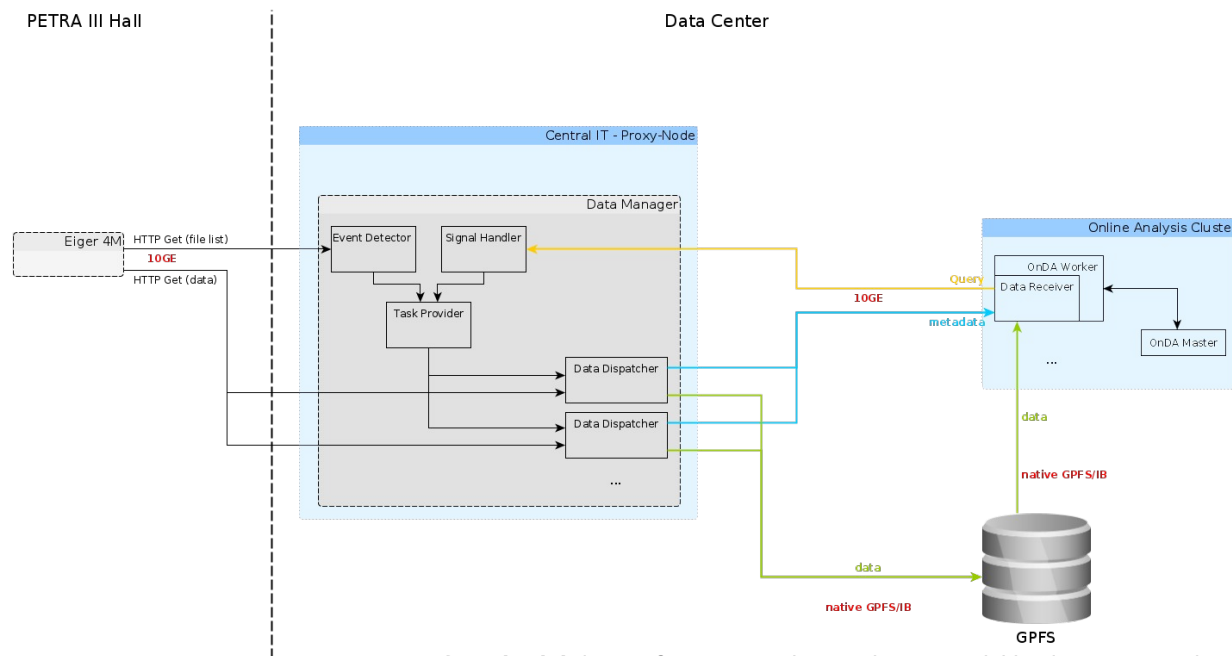 PETRA III Hall
Data Center
Central IT - Proxy-Node
Data Manager
Eiger 4M
HTTP Get (file list)
10GE
HTTP Get (data)
Event Detector
Signal Handler
Task Provider
Data Dispatcher
Data Dispatcher
...
Online Analysis Cluste
OnDA Worker
Data Receiver
Query
10GE
metadata
OnDA Master
...
data
native GPFS/IB
data
native GPFS/IB
GPFS